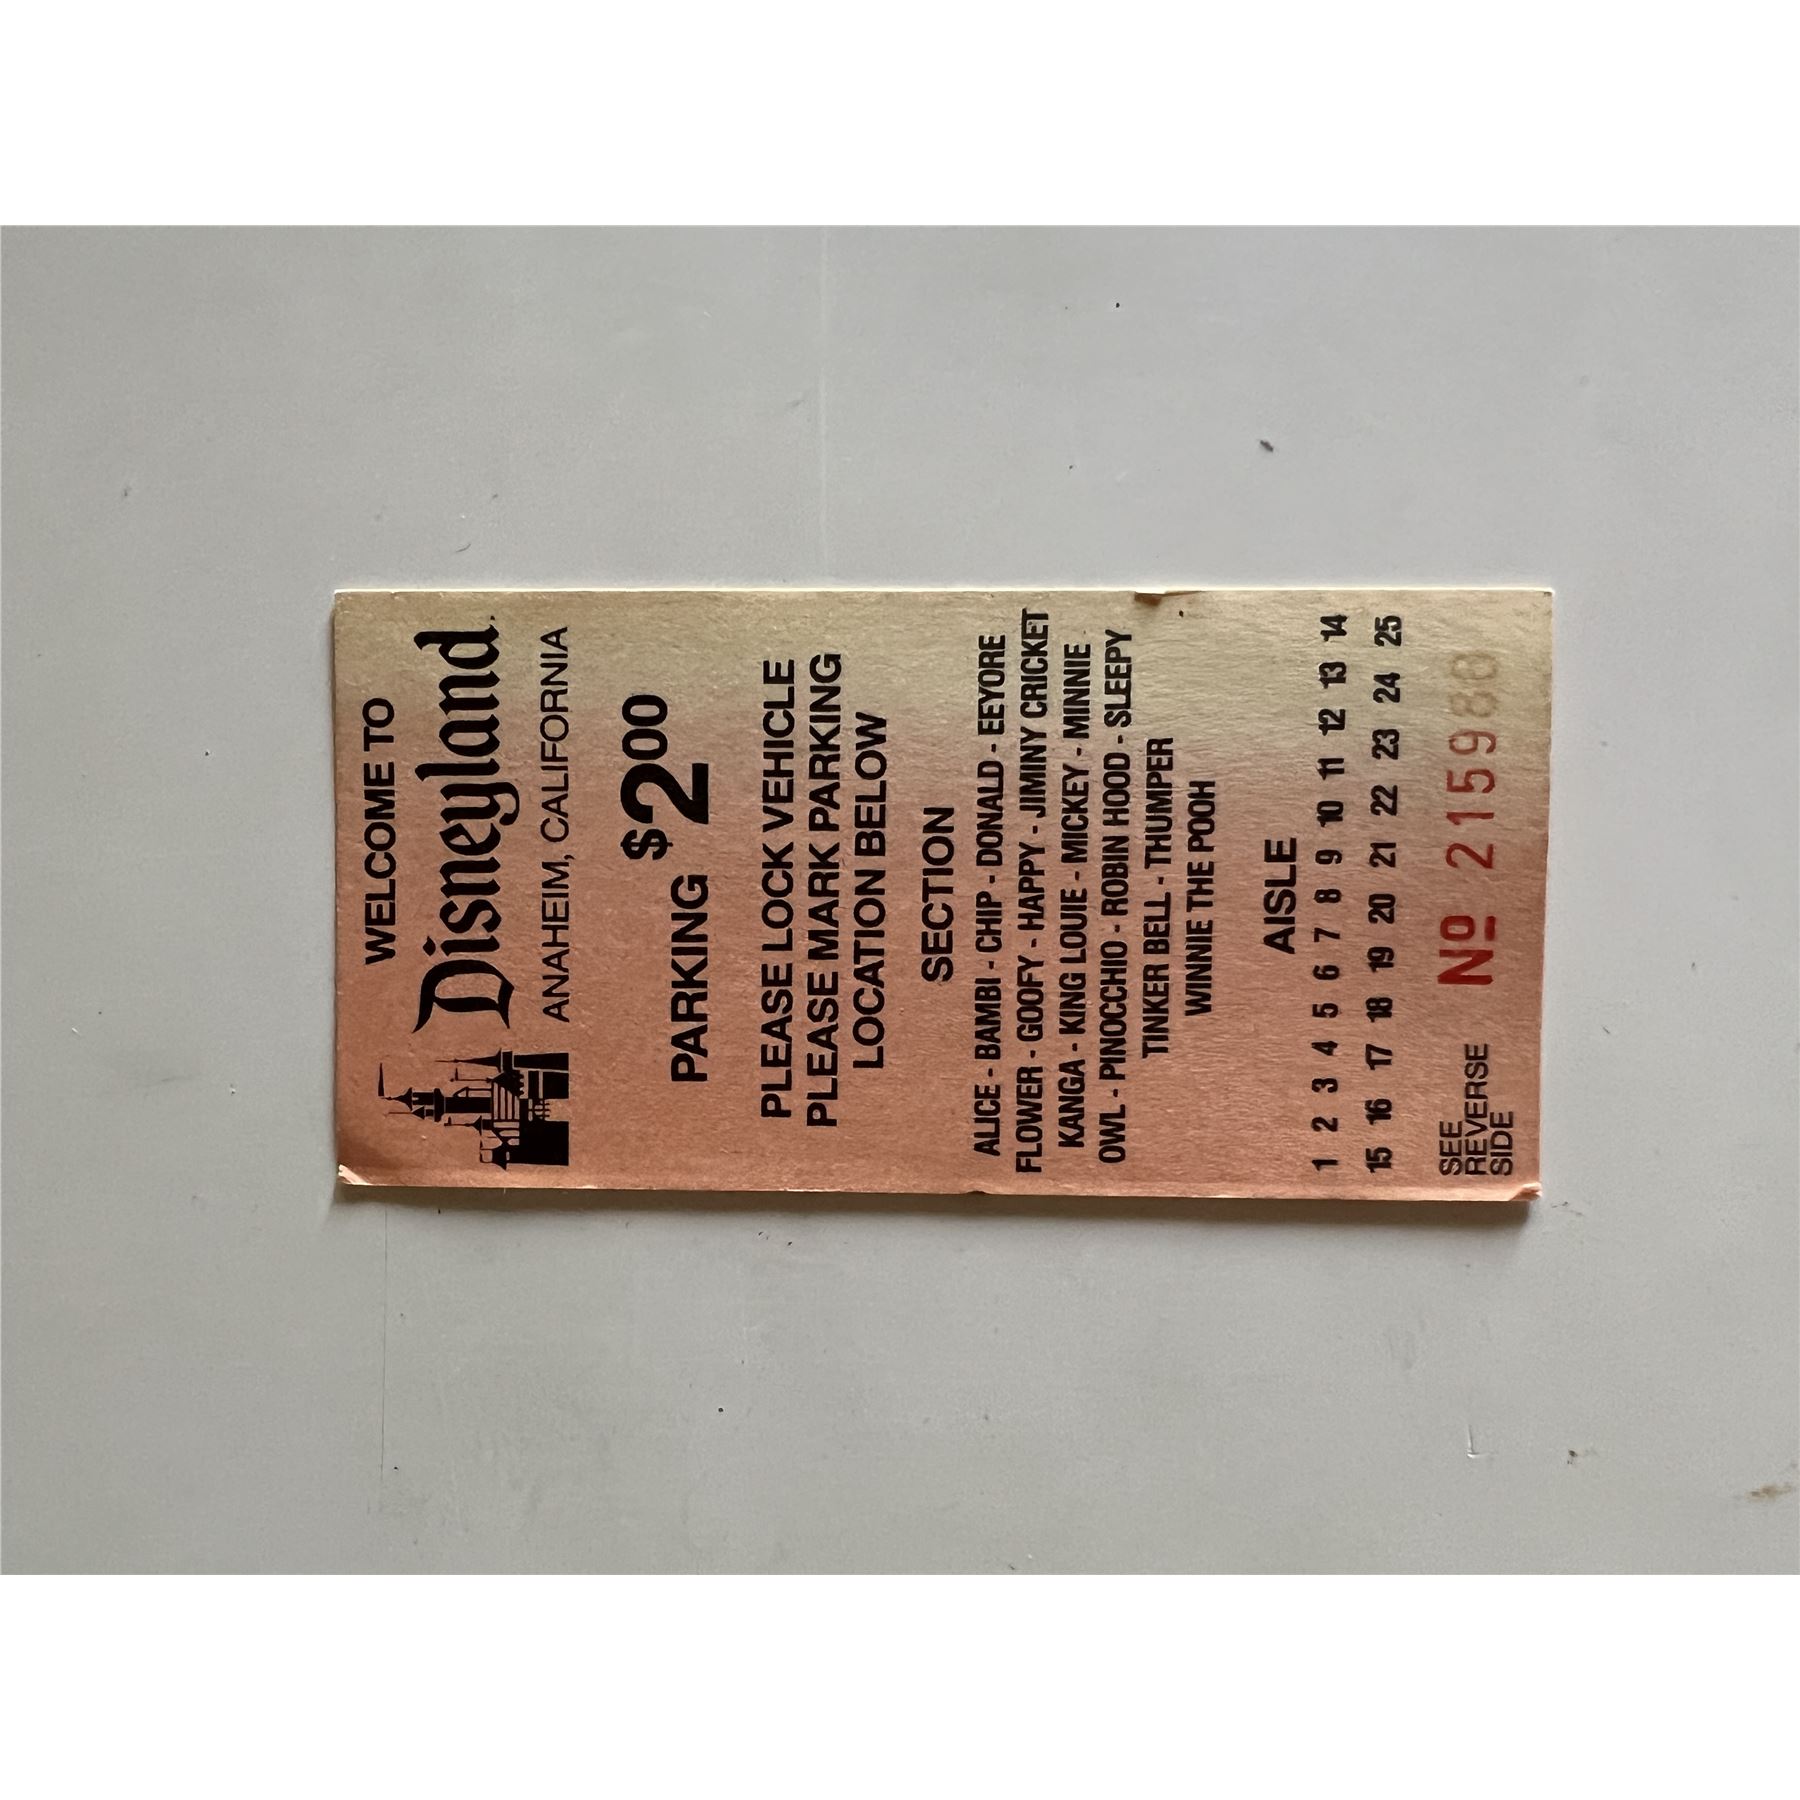 WELCOME TO
Disneyland
ANAHEIM, CALIFORNIA
PARKING $2.00
PLEASE LOCK VEHICLE
PLEASE MARK PARKING
LOCATION BELOW
SECTION
ALICE - BAMBI - CHIP - DONALD - EEYORE
FLOWER - GOOFY - HAPPY - JIMINY CRICKET
KANGA - KING LOUIE - MICKEY - MINNIE
OWL - PINOCCHIO - ROBIN HOOD - SLEEPY
TINKER BELL - THUMPER
WINNIE THE POOH
AISLE
1 2 3 4 5 6 7 8 9 10 11 12 13 14
15 16 17 18 19 20 21 22 23 24 25
SEE
REVERSE
SIDE
Nº 215988